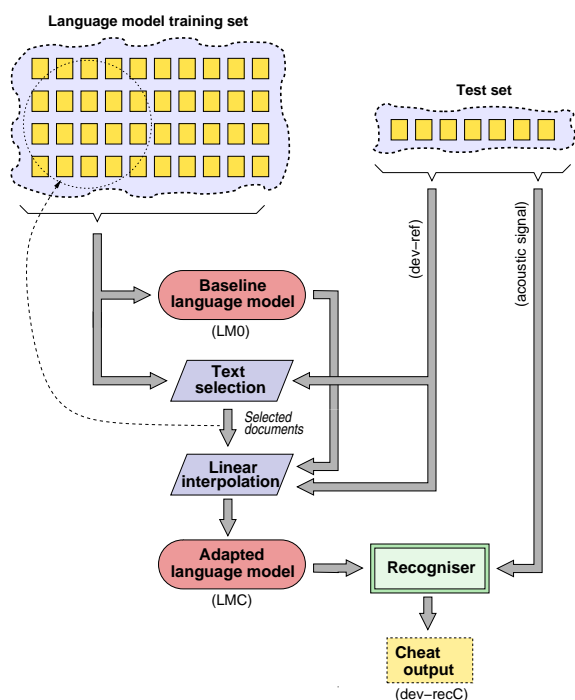 Language model training set
Test set
(dev−ref)
(acoustic signal)
Baseline
language model
(LM0)
Text
selection
Selected
documents
Linear
interpolation
Adapted
language model
(LMC)
Recogniser
Cheat
output
(dev−recC)